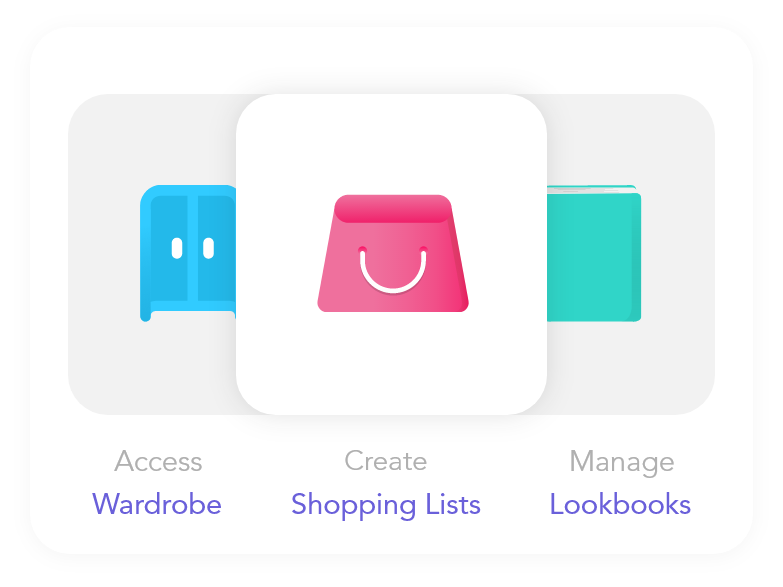 Access
Wardrobe
Create
Shopping Lists
Manage
Lookbooks